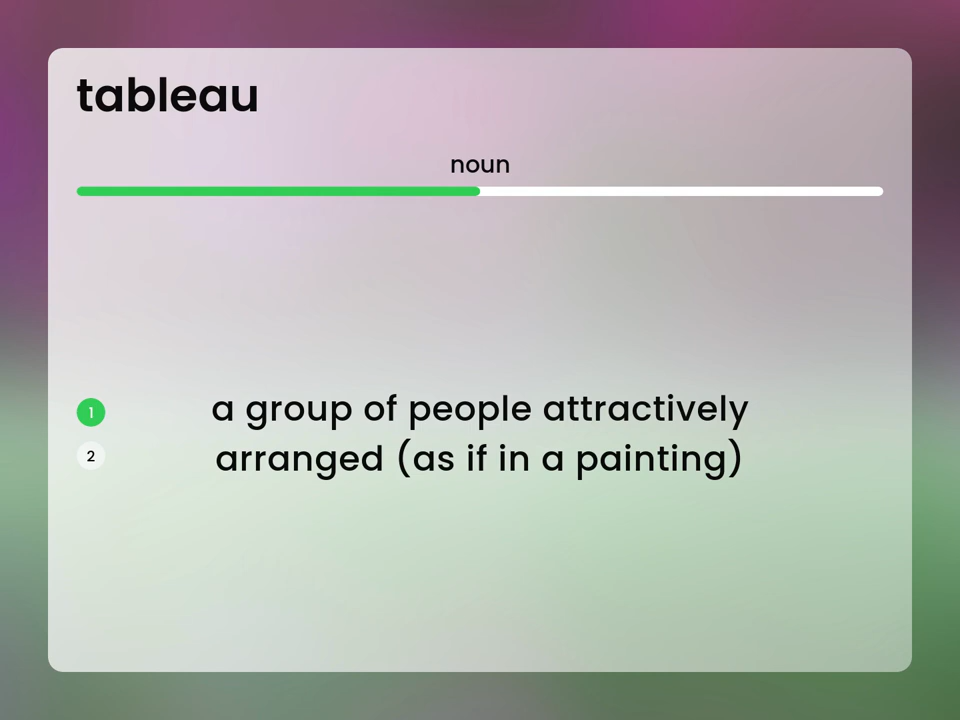 tableau
noun
1
a group of people attractively
2
arranged (as if in a painting)